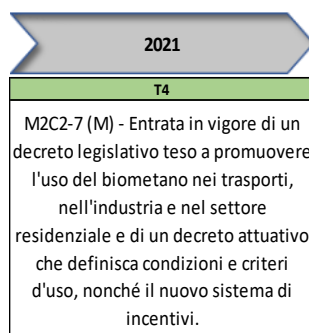 2021
T4
M2C2-7 (M) - Entrata in vigore di un
decreto legislativo teso a promuovere
l'uso del biometano nei trasporti,
nell'industria e nel settore
residenziale e di un decreto attuativo
che definisca condizioni e criteri
d'uso, nonché il nuovo sistema di
incentivi.